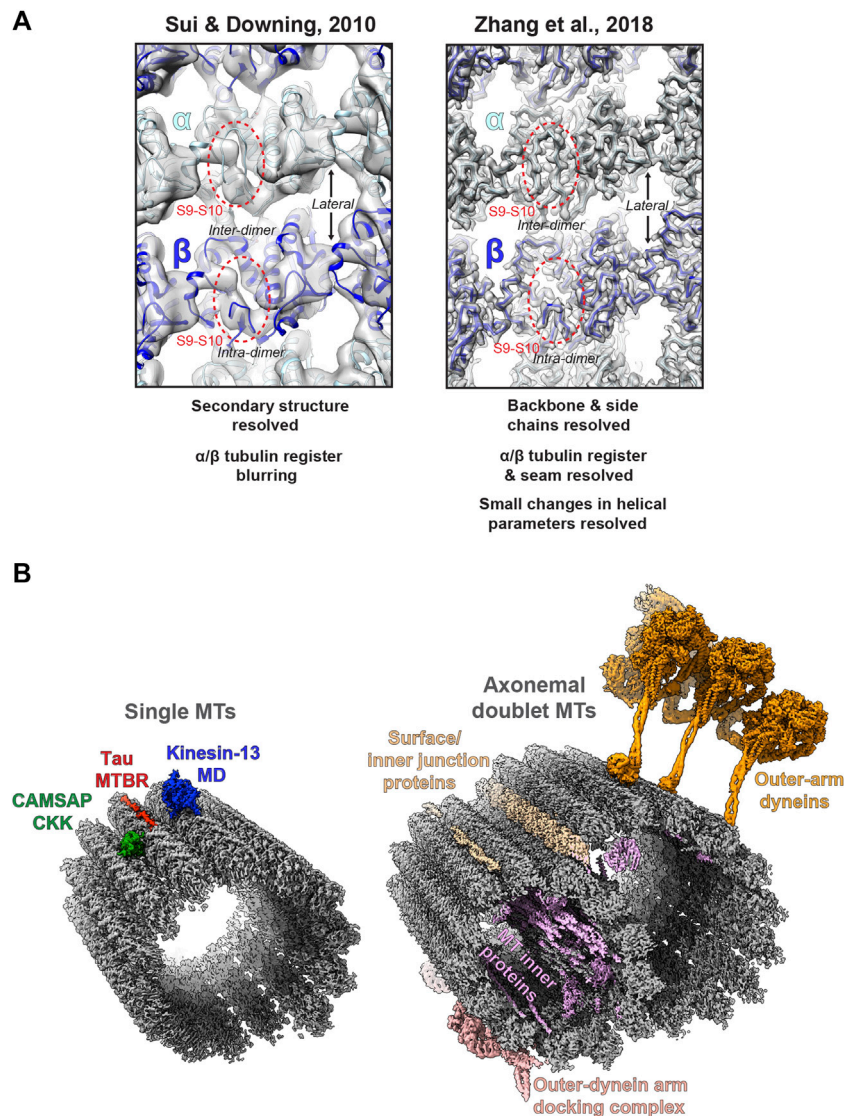 A
Sui & Downing, 2010
Zhang et al., 2018
α
S9-S10
Lateral
Inter-dimer
β
S9-S10
Intra-dimer
α
S9-S10
Lateral
Inter-dimer
β
S9-S10
Intra-dimer
Secondary structure
resolved
α/β tubulin register
blurring
Backbone & side
chains resolved
α/β tubulin register
& seam resolved
Small changes in helical
parameters resolved
B
Single MTs
Tau
MTBR
Kinesin-13
MD
CAMSAP
CKK
Axonemal
doublet MTs
Surface/
inner junction
proteins
Outer-arm
dyneins
MT inner
proteins
Outer-dynein arm
docking complex